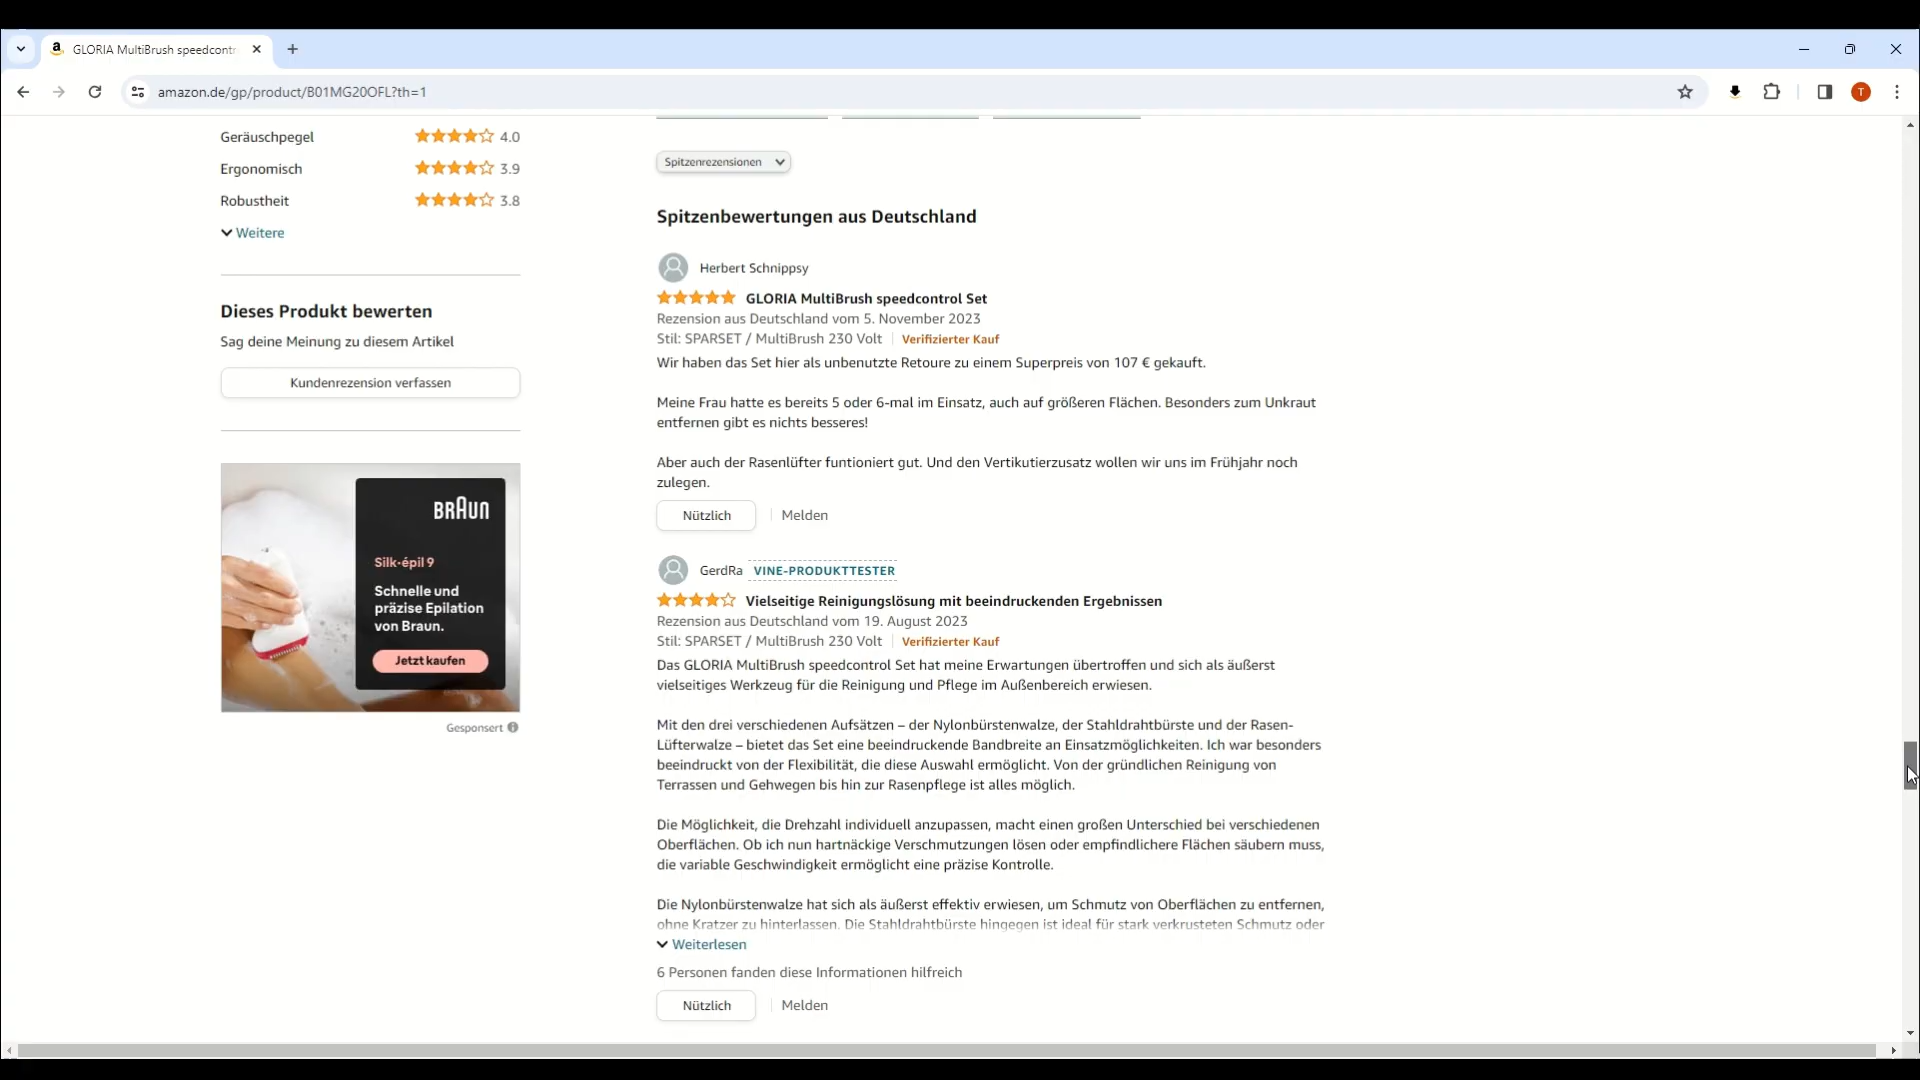 GLORIA MultiBrush speedcontr
amazon.de/gp/product/B01MG20OFL?th=1
T
Geräuschpegel 4.0
Ergonomisch 3.9
Robustheit 3.8
Weitere
Dieses Produkt bewerten
Sag deine Meinung zu diesem Artikel
Kundenrezension verfassen
BRAUN
Silk·épil 9
Schnelle und
präzise Epilation
von Braun.
Jetzt kaufen
Gesponsert
Spitzenrezensionen
Spitzenbewertungen aus Deutschland
Herbert Schnippsy
GLORIA MultiBrush speedcontrol Set
Rezension aus Deutschland vom 5. November 2023
Stil: SPARSET / MultiBrush 230 Volt Verifizierter Kauf
Wir haben das Set hier als unbenutzte Retoure zu einem Superpreis von 107 € gekauft.
Meine Frau hatte es bereits 5 oder 6-mal im Einsatz, auch auf größeren Flächen. Besonders zum Unkraut
entfernen gibt es nichts besseres!
Aber auch der Rasenlüfter funtioniert gut. Und den Vertikutierzusatz wollen wir uns im Frühjahr noch
zulegen.
Nützlich Melden
GerdRa VINE-PRODUKTTESTER
Vielseitige Reinigungslösung mit beeindruckenden Ergebnissen
Rezension aus Deutschland vom 19. August 2023
Stil: SPARSET / MultiBrush 230 Volt Verifizierter Kauf
Das GLORIA MultiBrush speedcontrol Set hat meine Erwartungen übertroffen und sich als äußerst
vielseitiges Werkzeug für die Reinigung und Pflege im Außenbereich erwiesen.
Mit den drei verschiedenen Aufsätzen – der Nylonbürstenwalze, der Stahldrahtbürste und der Rasen-
Lüfterwalze – bietet das Set eine beeindruckende Bandbreite an Einsatzmöglichkeiten. Ich war besonders
beeindruckt von der Flexibilität, die diese Auswahl ermöglicht. Von der gründlichen Reinigung von
Terrassen und Gehwegen bis hin zur Rasenpflege ist alles möglich.
Die Möglichkeit, die Drehzahl individuell anzupassen, macht einen großen Unterschied bei verschiedenen
Oberflächen. Ob ich nun hartnäckige Verschmutzungen lösen oder empfindlichere Flächen säubern muss,
die variable Geschwindigkeit ermöglicht eine präzise Kontrolle.
Die Nylonbürstenwalze hat sich als äußerst effektiv erwiesen, um Schmutz von Oberflächen zu entfernen,
ohne Kratzer zu hinterlassen. Die Stahldrahtbürste hingegen ist ideal für stark verkrusteten Schmutz oder
Weiterlesen
6 Personen fanden diese Informationen hilfreich
Nützlich Melden